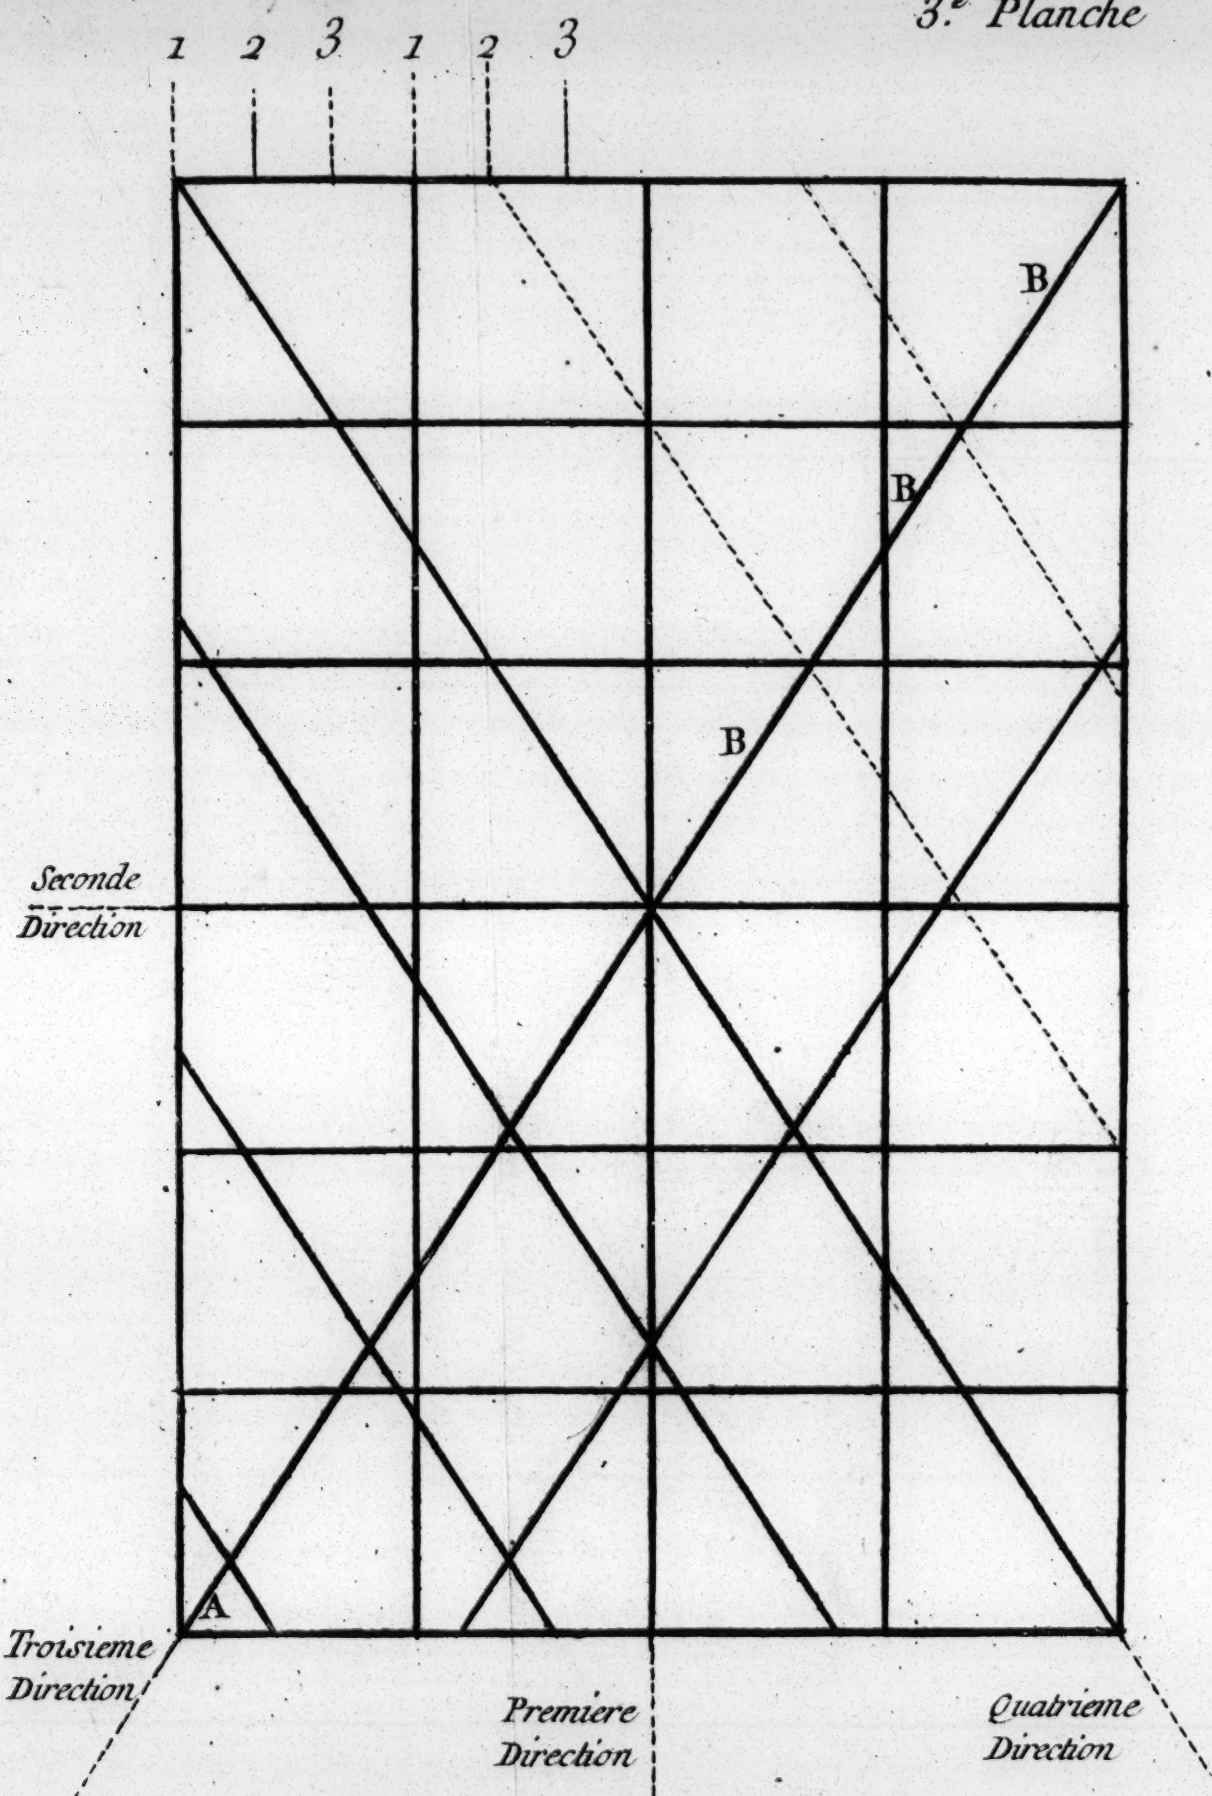 3.e Planche
1 2 3 1 2 3
B
B
B
Seconde
Direction
A
Troisieme
Direction
Premiere
Direction
Quatrieme
Direction